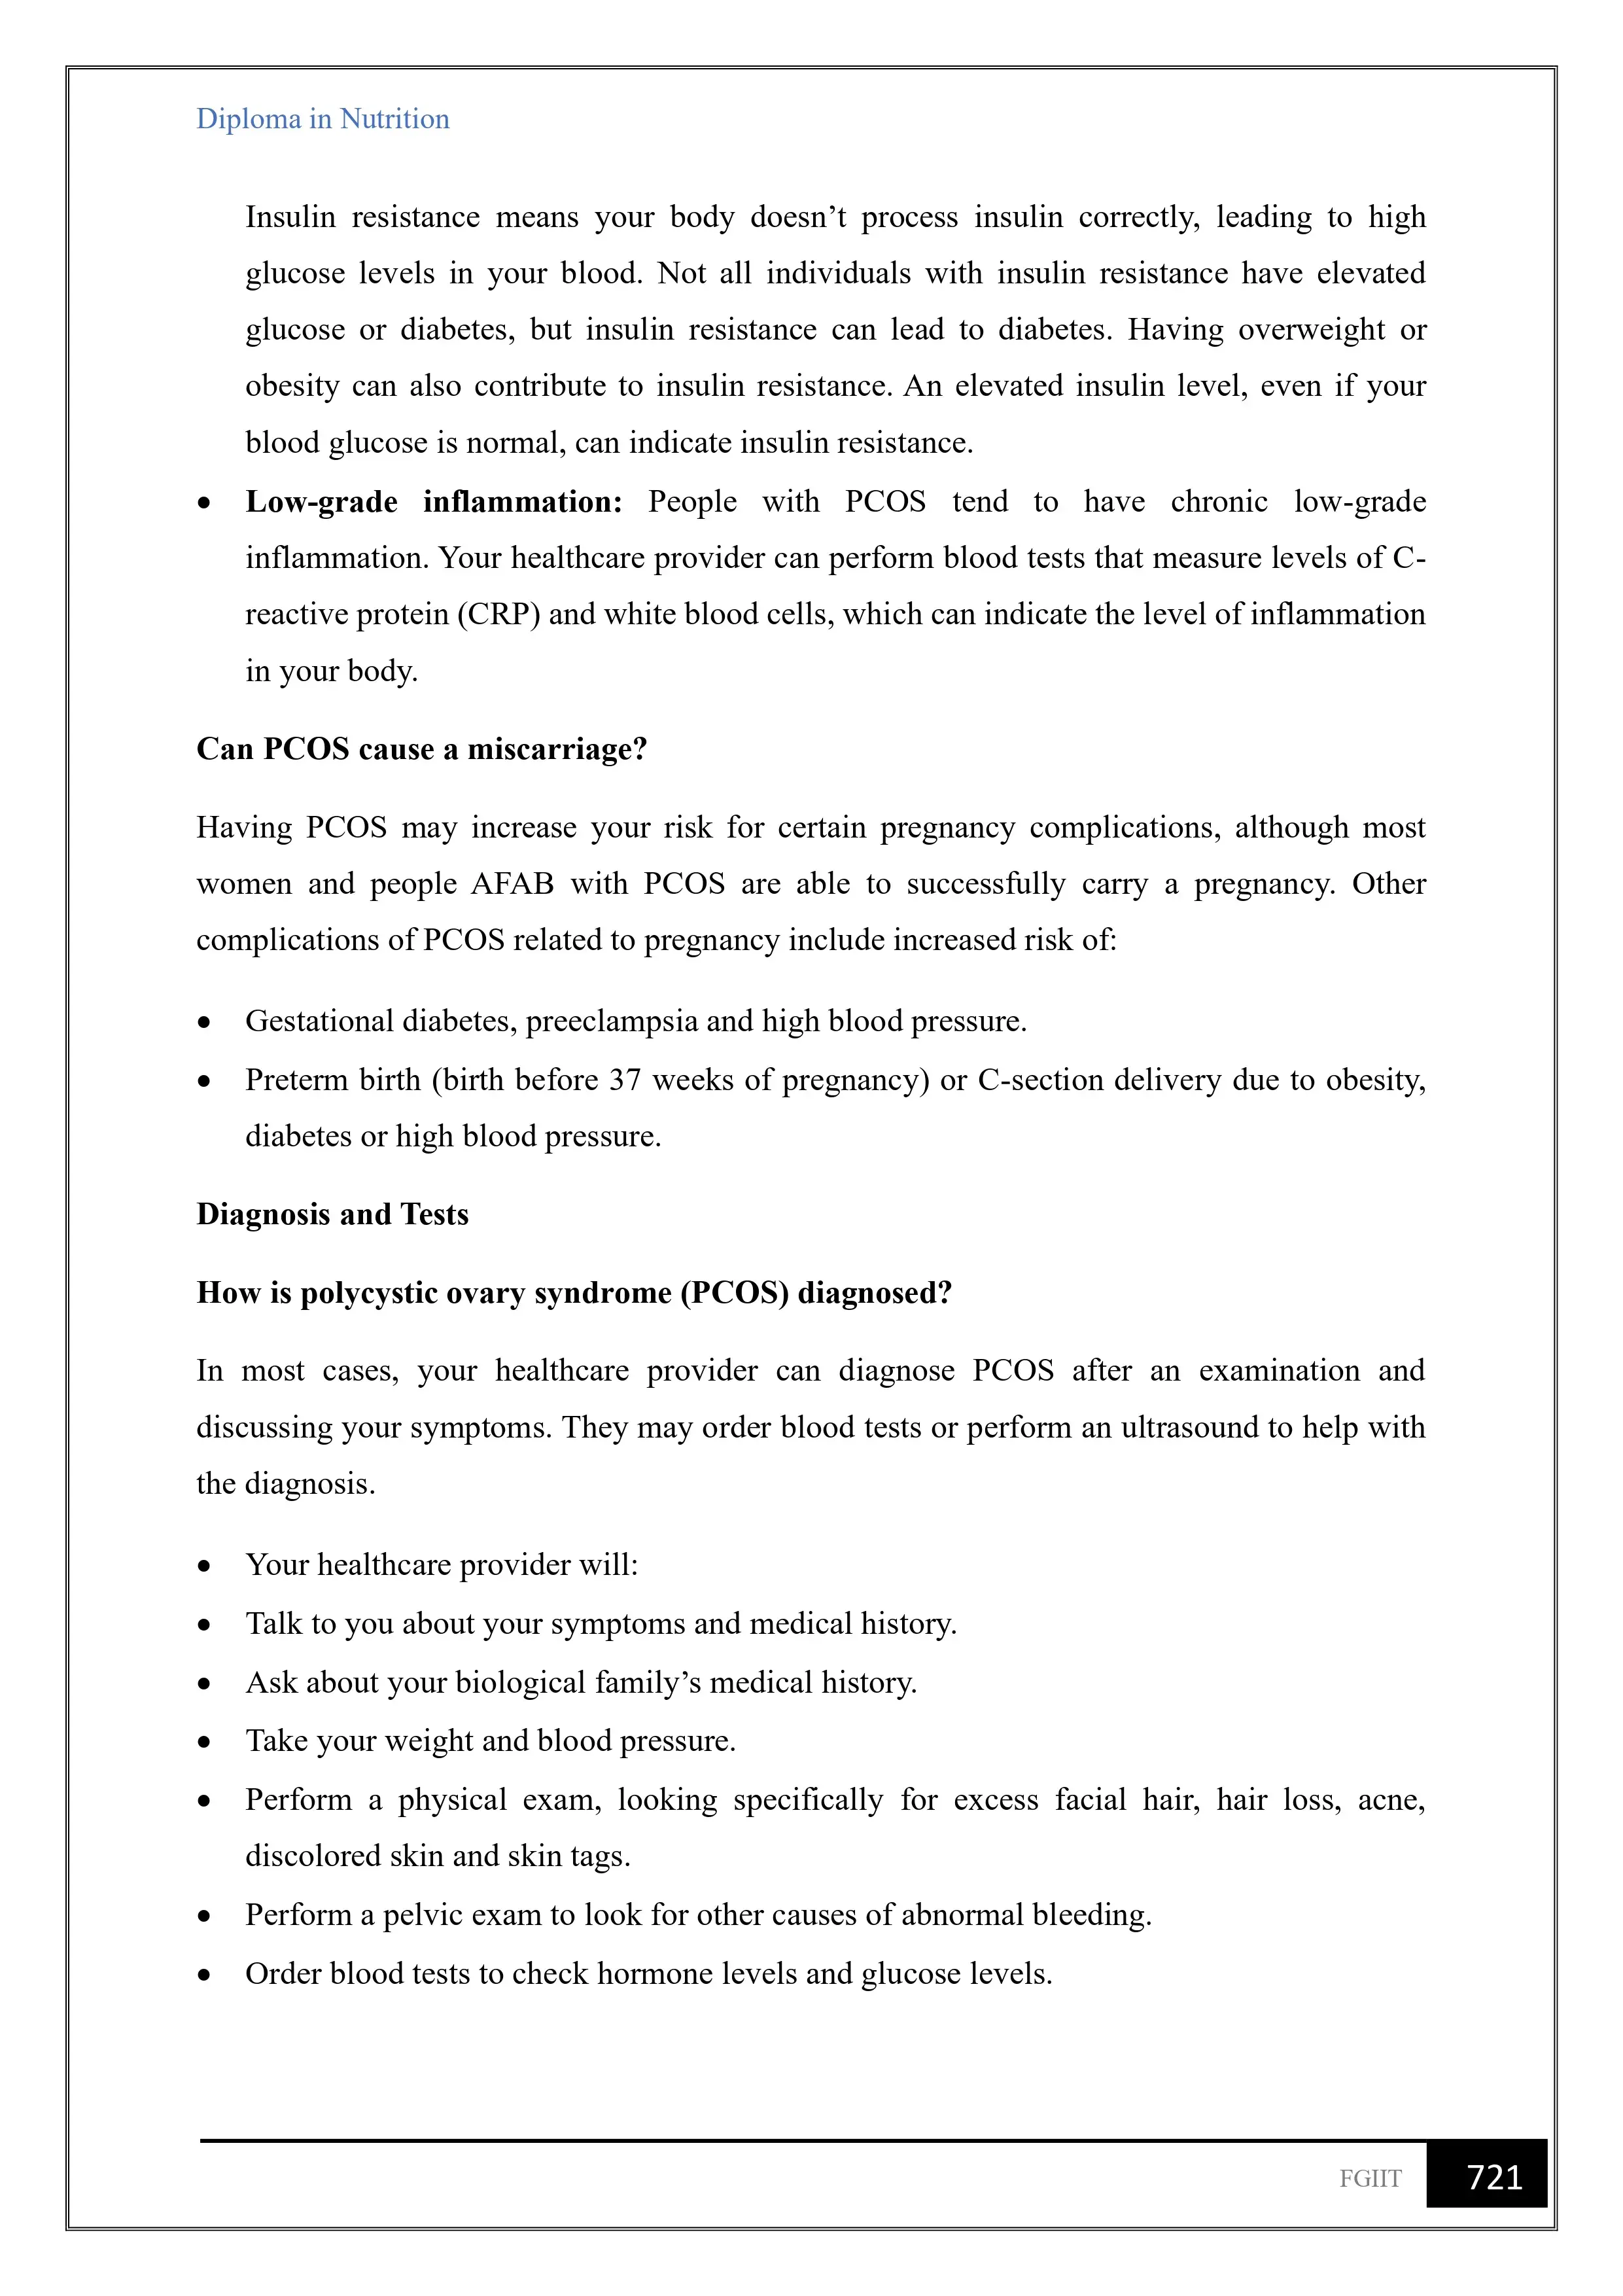 Diploma in Nutrition
Insulin resistance means your body doesn’t process insulin correctly, leading to high
glucose levels in your blood. Not all individuals with insulin resistance have elevated
glucose or diabetes, but insulin resistance can lead to diabetes. Having overweight or
obesity can also contribute to insulin resistance. An elevated insulin level, even if your
blood glucose is normal, can indicate insulin resistance.
• Low-grade inflammation: People with PCOS tend to have chronic low-grade
inflammation. Your healthcare provider can perform blood tests that measure levels of C-
reactive protein (CRP) and white blood cells, which can indicate the level of inflammation
in your body.
Can PCOS cause a miscarriage?
Having PCOS may increase your risk for certain pregnancy complications, although most
women and people AFAB with PCOS are able to successfully carry a pregnancy. Other
complications of PCOS related to pregnancy include increased risk of:
• Gestational diabetes, preeclampsia and high blood pressure.
• Preterm birth (birth before 37 weeks of pregnancy) or C-section delivery due to obesity,
diabetes or high blood pressure.
Diagnosis and Tests
How is polycystic ovary syndrome (PCOS) diagnosed?
In most cases, your healthcare provider can diagnose PCOS after an examination and
discussing your symptoms. They may order blood tests or perform an ultrasound to help with
the diagnosis.
• Your healthcare provider will:
• Talk to you about your symptoms and medical history.
• Ask about your biological family’s medical history.
• Take your weight and blood pressure.
• Perform a physical exam, looking specifically for excess facial hair, hair loss, acne,
discolored skin and skin tags.
• Perform a pelvic exam to look for other causes of abnormal bleeding.
• Order blood tests to check hormone levels and glucose levels.
FGIIT 721